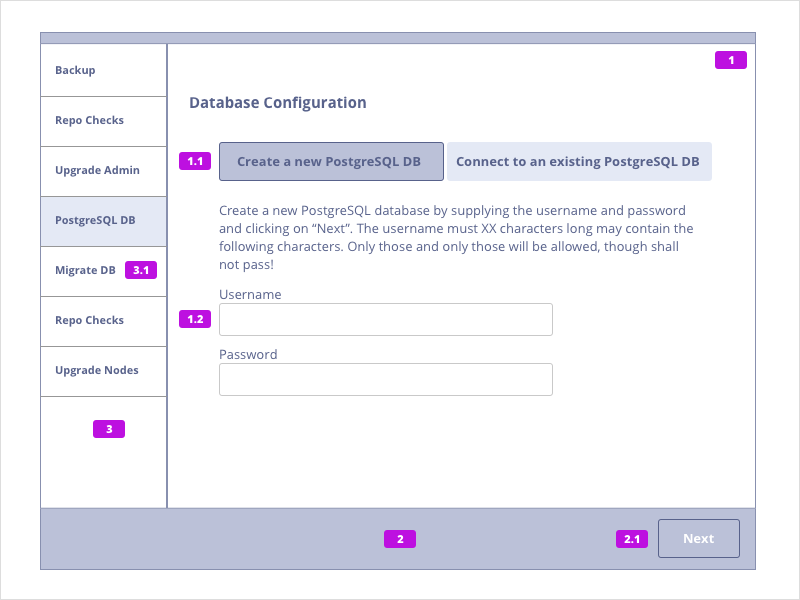 Backup
Repo Checks
Upgrade Admin
PostgreSQL DB
Migrate DB 3.1
Repo Checks
Upgrade Nodes
3
1
Database Configuration
1.1 Create a new PostgreSQL DB Connect to an existing PostgreSQL DB
Create a new PostgreSQL database by supplying the username and password
and clicking on “Next”. The username must XX characters long may contain the
following characters. Only those and only those will be allowed, though shall
not pass!
Username
1.2
Password
2
2.1 Next